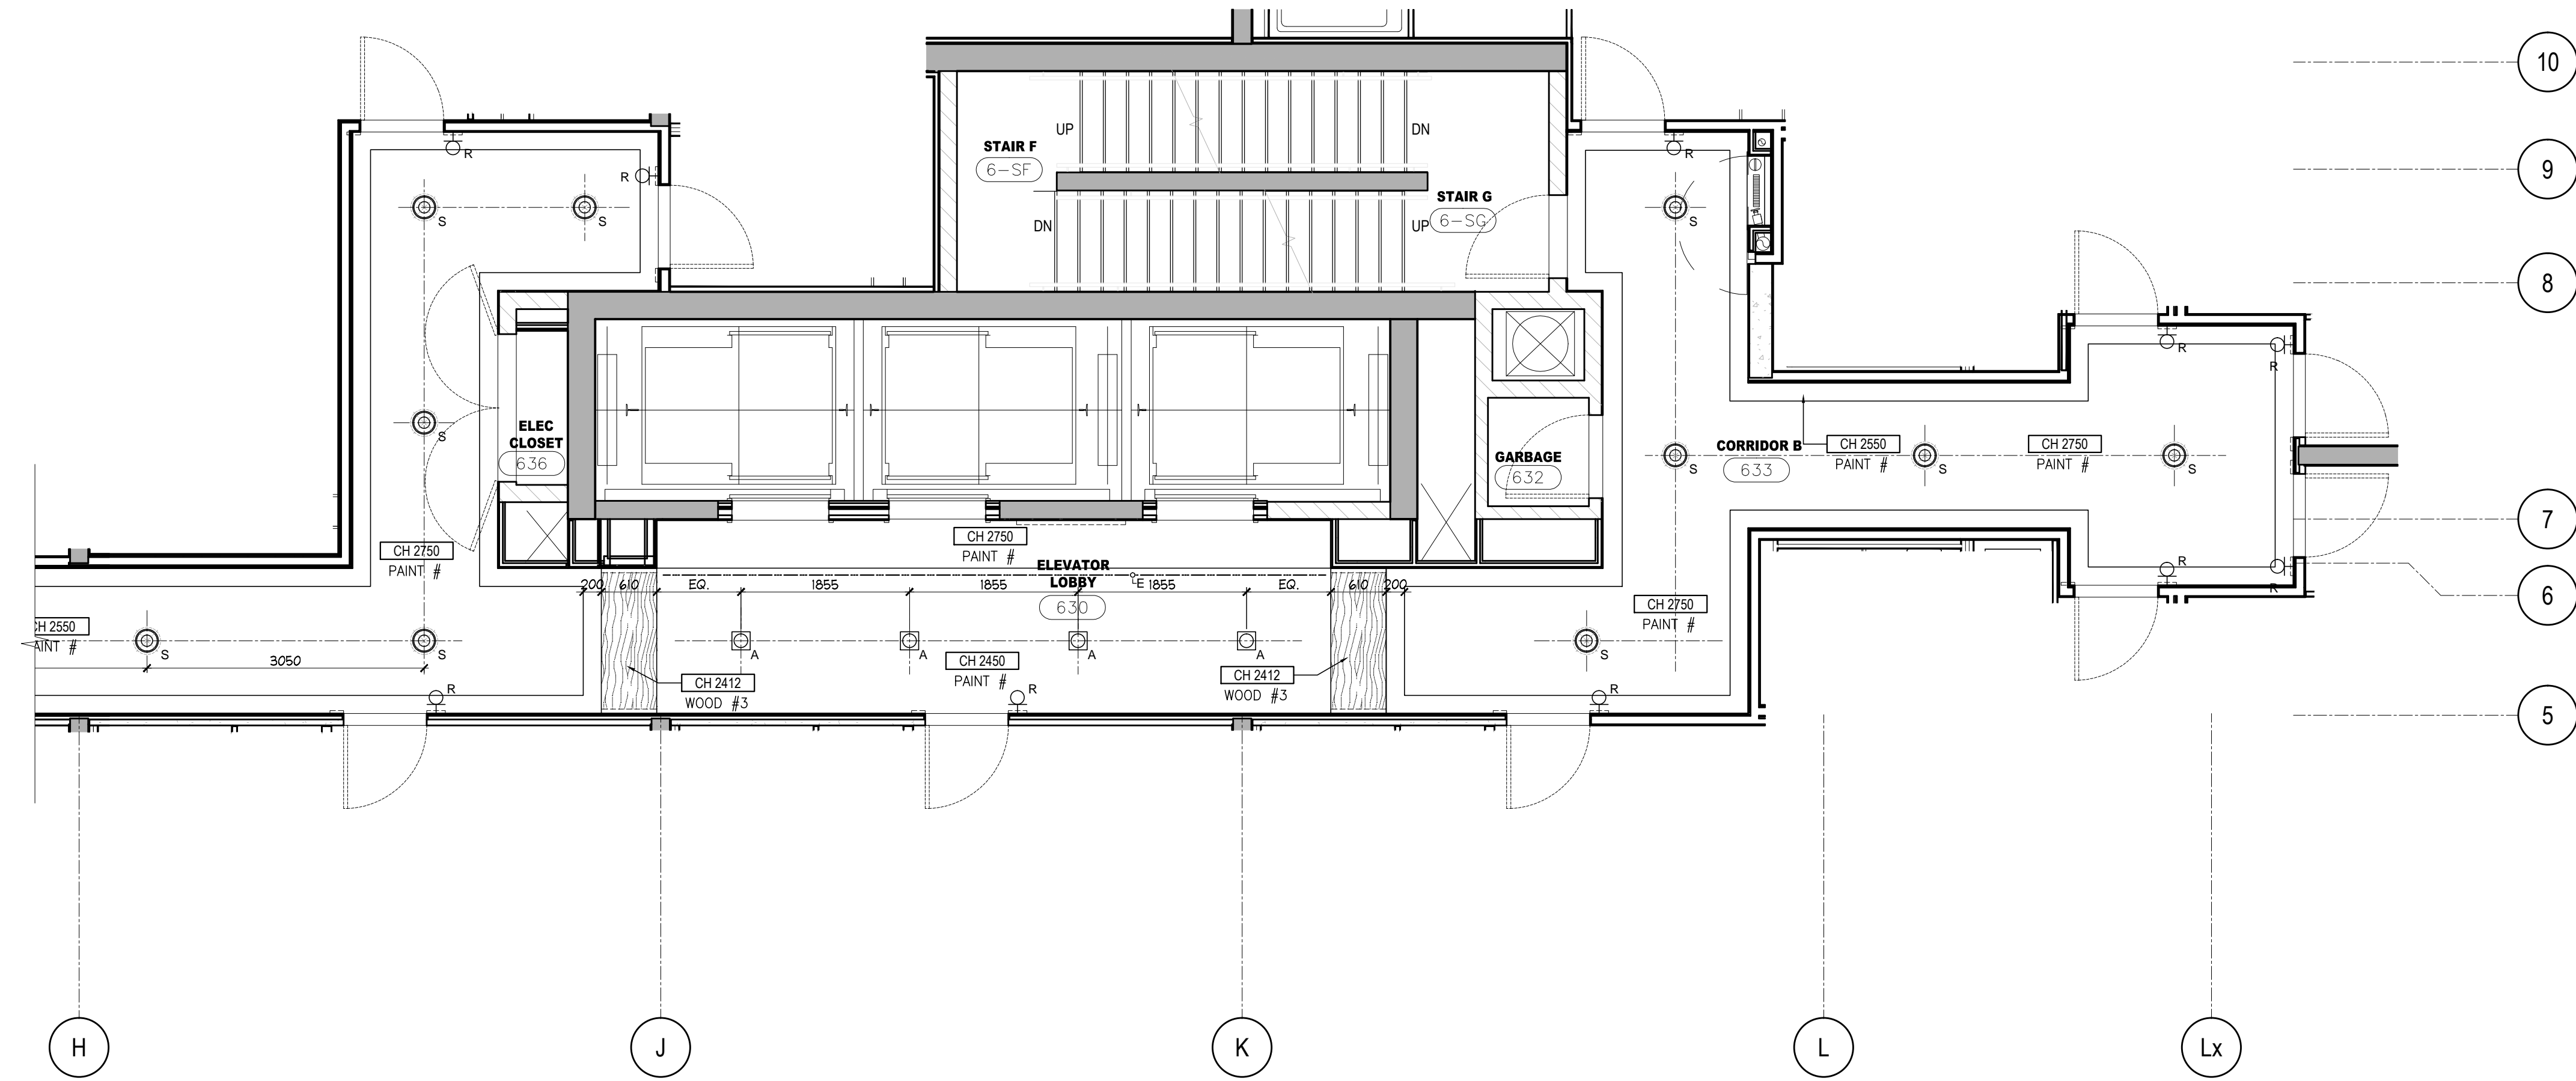 10
UP
DN
STAIR F
6-SF
R
R
R
9
STAIR G
6-SG
DN
UP
S
S
S
8
R
R
ELEC
CLOSET
636
S
GARBAGE
632
S
CORRIDOR B
633
CH 2550
PAINT #
S
CH 2750
PAINT #
S
7
CH 2750
PAINT #
CH 2750
PAINT #
ELEVATOR
LOBBY
630
E
200
610
EQ.
1855
1855
1855
EQ.
610
200
R
R
6
CH 2750
PAINT #
CH 2550
PAINT #
S
3050
S
A
A
A
A
S
CH 2450
PAINT #
CH 2412
WOOD #3
CH 2412
WOOD #3
R
R
R
5
H
J
K
L
Lx